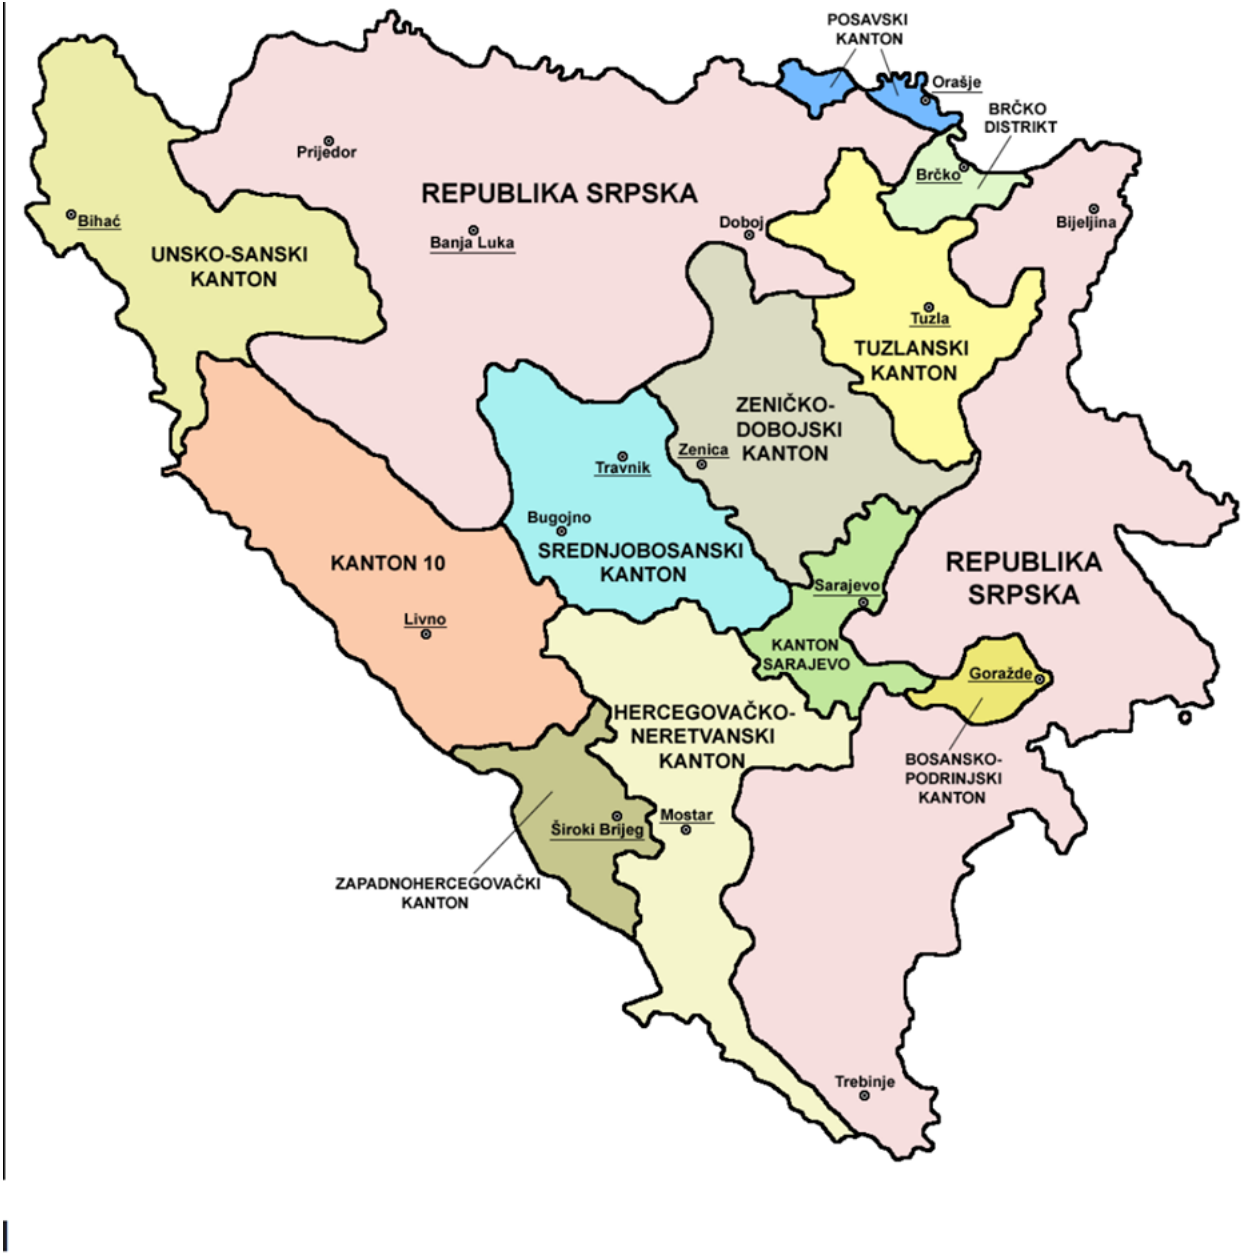 POSAVSKI
KANTON
Orašje
BRČKO
DISTRIKT
Prijedor
Brčko
REPUBLIKA SRPSKA
Bihać
Doboj
Bijeljina
Banja Luka
UNSKO-SANSKI
KANTON
Tuzla
TUZLANSKI
KANTON
ZENIČKO-
DOBOJSKI
KANTON
Zenica
Travnik
Bugojno
SREDNJOBOSANSKI
KANTON
KANTON 10
REPUBLIKA
SRPSKA
Sarajevo
Livno
KANTON
SARAJEVO
Goražde
HERCEGOVAČKO-
NERETVANSKI
KANTON
BOSANSKO-
PODRINJSKI
KANTON
Mostar
Široki Brijeg
ZAPADNOHERCEGOVAČKI
KANTON
Trebinje